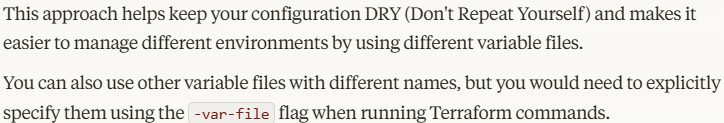 This approach helps keep your configuration DRY (Don't Repeat Yourself) and makes it
easier to manage different environments by using different variable files.
You can also use other variable files with different names, but you would need to explicitly
specify them using the -var-file flag when running Terraform commands.